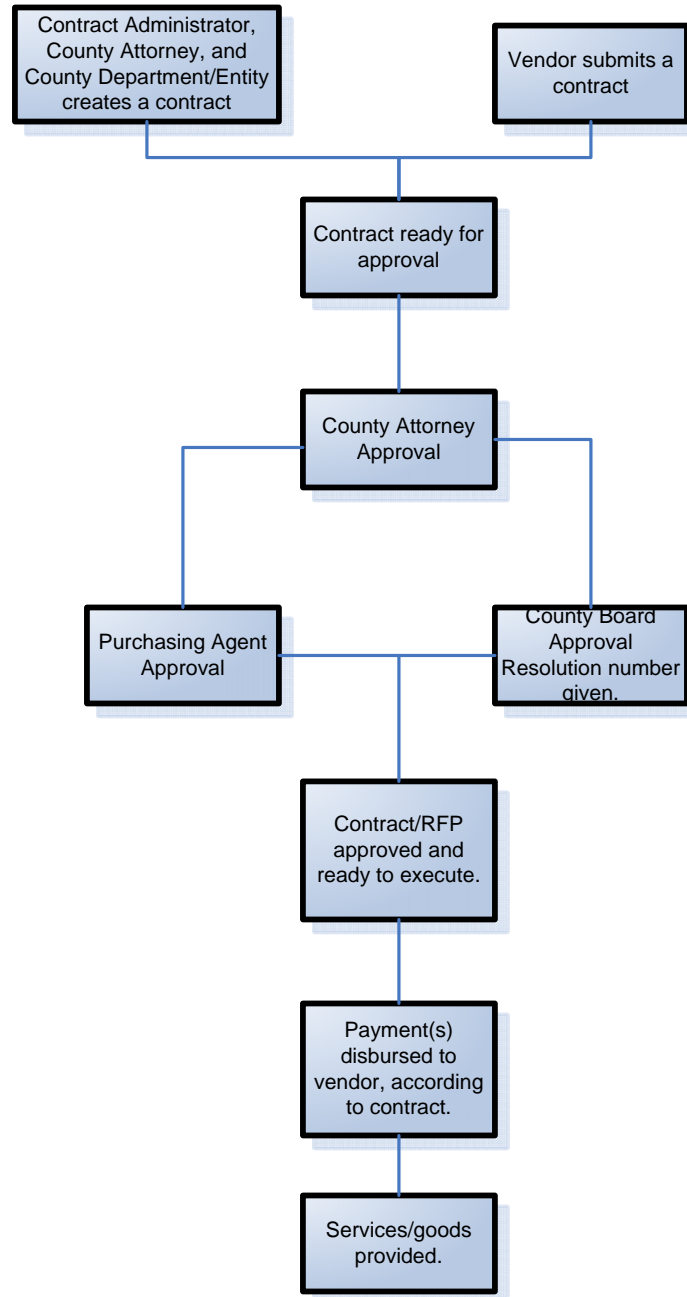 Contract Administrator,
County Attorney, and
County Department/Entity
creates a contract
Vendor submits a
contract
Contract ready for
approval
County Attorney
Approval
Purchasing Agent
Approval
County Board
Approval
Resolution number
given.
Contract/RFP
approved and
ready to execute.
Payment(s)
disbursed to
vendor, according
to contract.
Services/goods
provided.